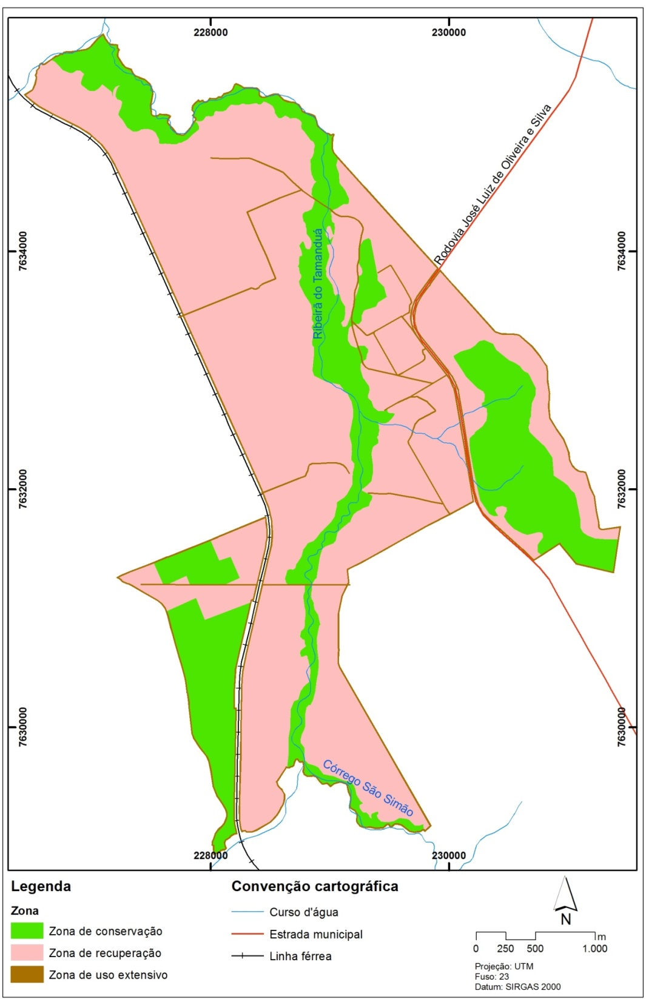 228000
230000
Rodovia José Luiz de Oliveira e Silva
7634000
7634000
Ribeirã do Tamanduá
7632000
7632000
7630000
7630000
Córrego São Simão
228000
230000
Legenda
Zona
Zona de conservação
Zona de recuperação
Zona de uso extensivo
Convenção cartográfica
Curso d'água
Estrada municipal
Linha férrea
N
m
0 250 500 1.000
Projeção: UTM
Fuso: 23
Datum: SIRGAS 2000